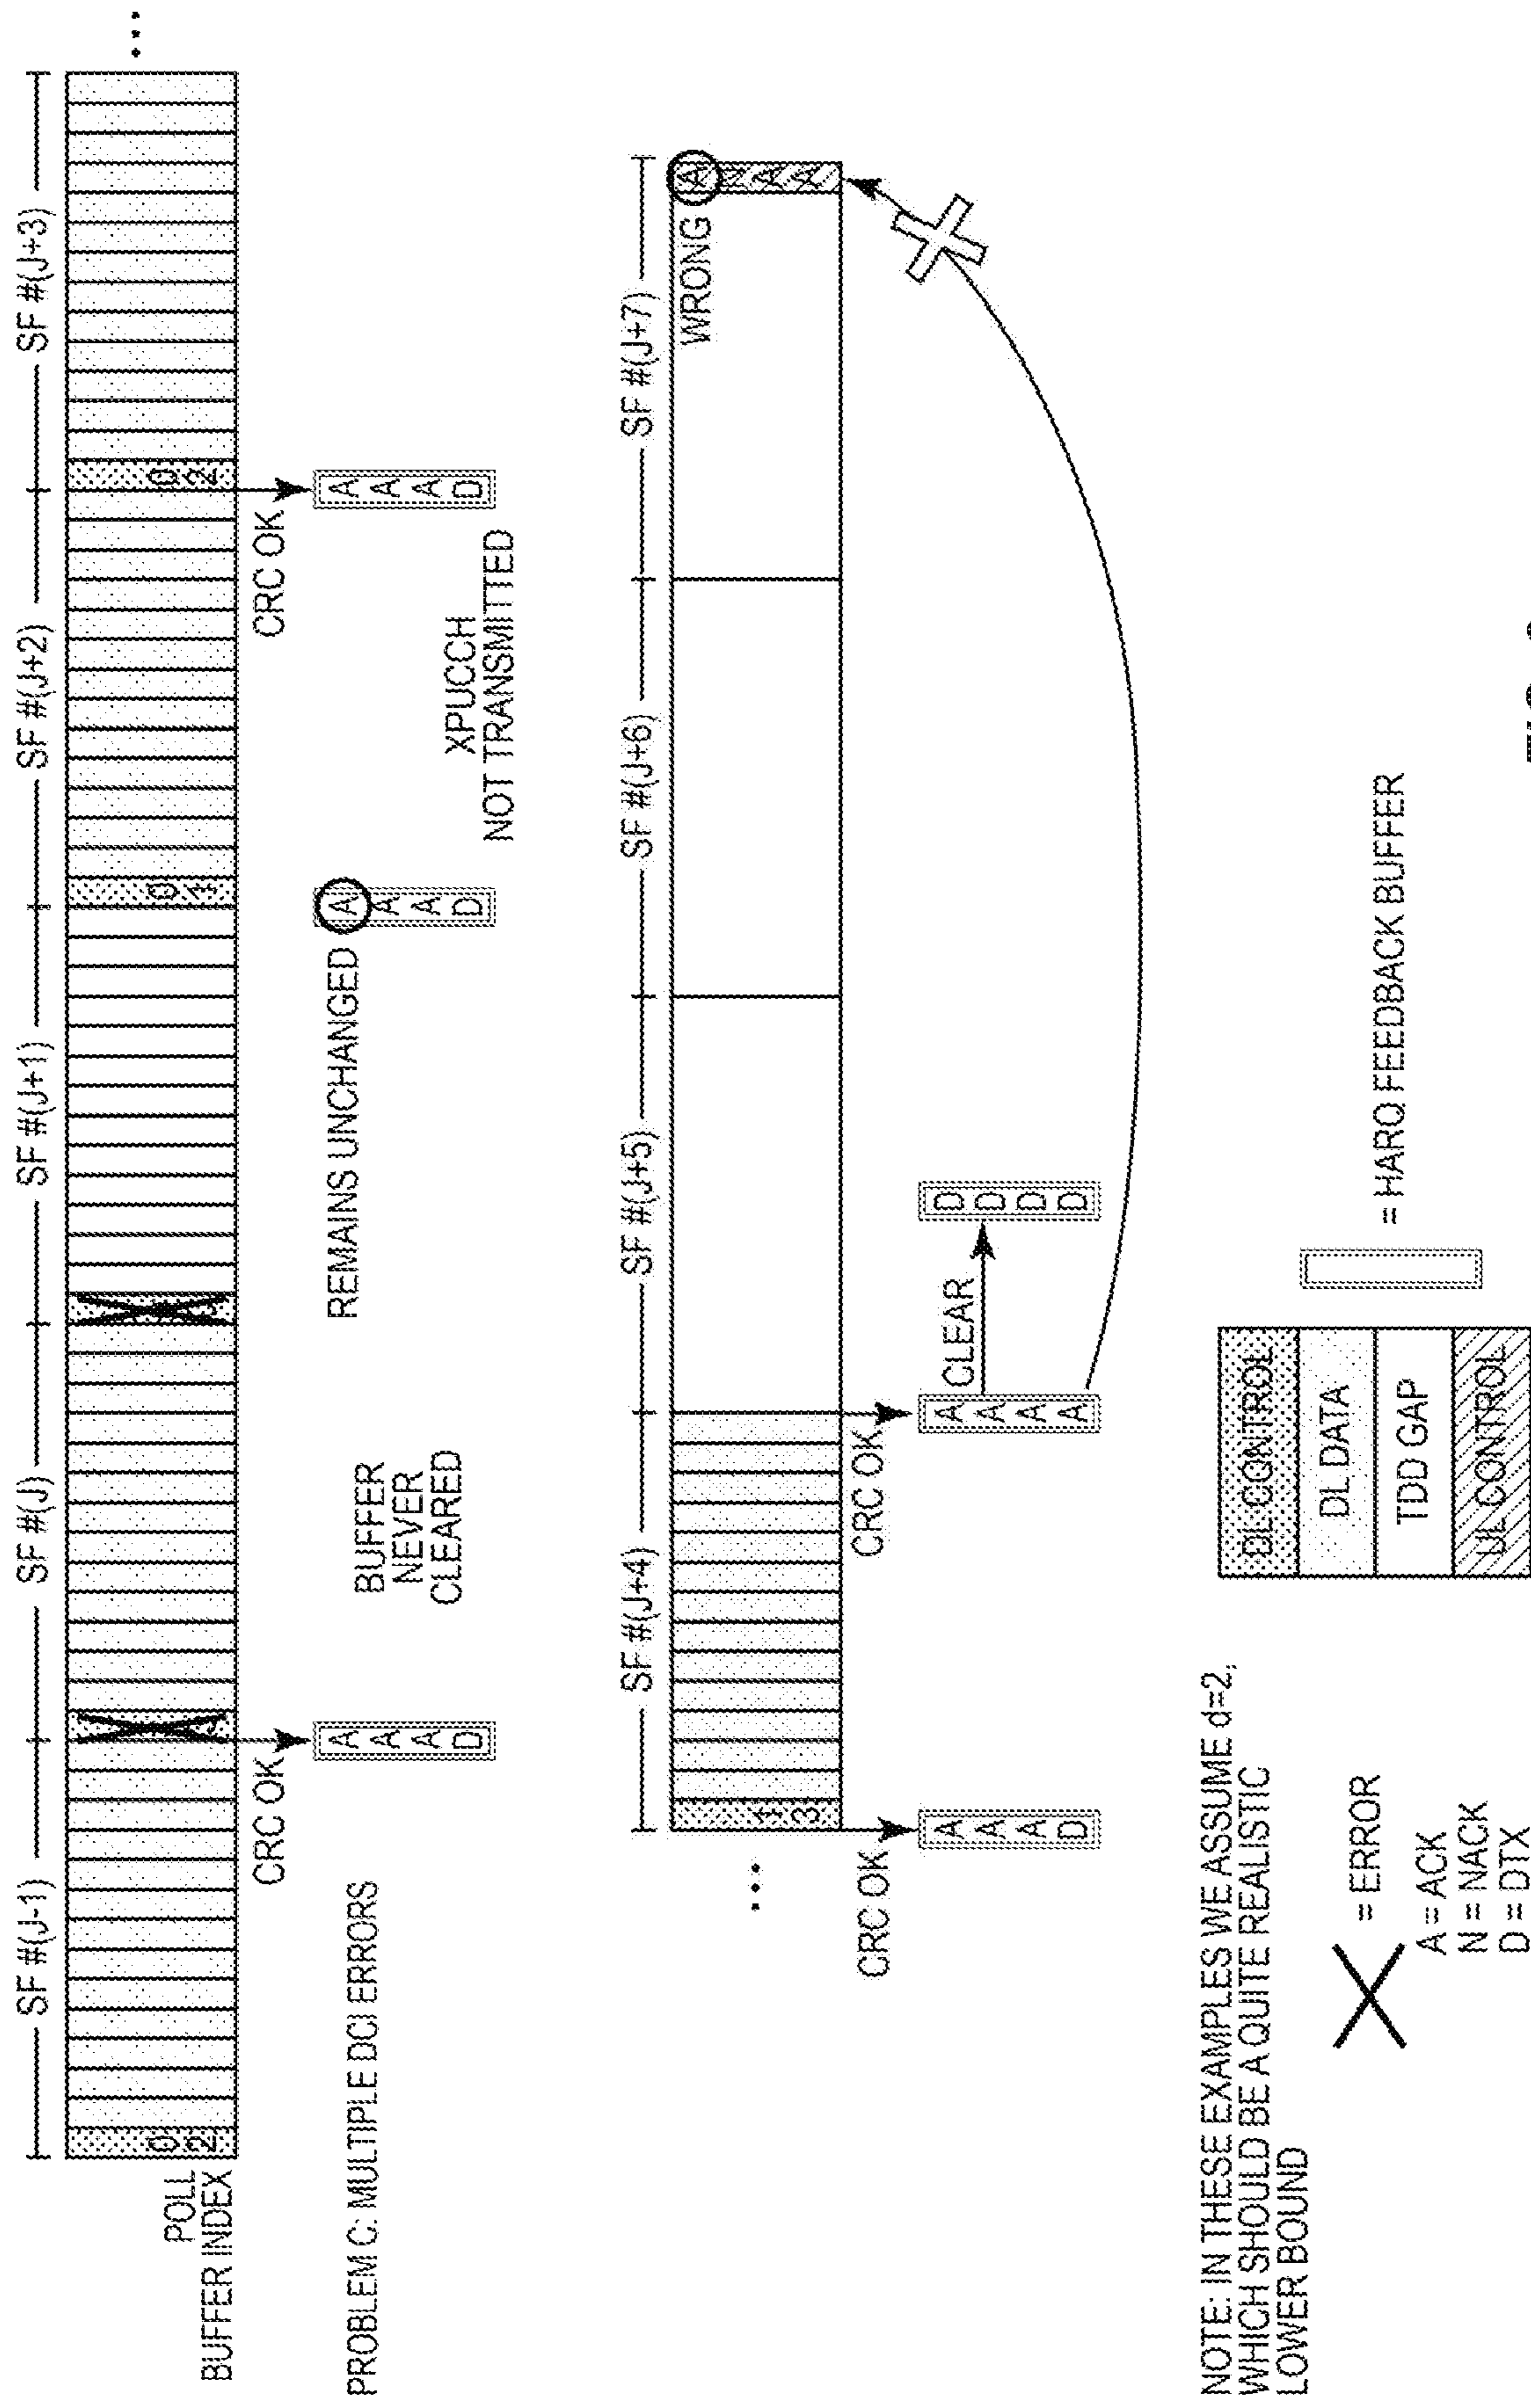 SF #(J-1)
SF #(J)
SF #(J+1)
SF #(J+2)
SF #(J+3)
...
POLL
BUFFER INDEX
0
2
0
1
0
2
CRC OK
A
A
A
D
BUFFER
NEVER
CLEARED
REMAINS UNCHANGED
A
A
A
D
XPUCCH
NOT TRANSMITTED
CRC OK
A
A
A
D
PROBLEM C: MULTIPLE DCI ERRORS
SF #(J+4)
SF #(J+5)
SF #(J+6)
SF #(J+7)
...
1
3
WRONG
A
N
A
A
CRC OK
A
A
A
D
CRC OK
A
A
A
A
CLEAR
D
D
D
D
NOTE: IN THESE EXAMPLES WE ASSUME d=2,
WHICH SHOULD BE A QUITE REALISTIC
LOWER BOUND
= ERROR
A = ACK
N = NACK
D = DTX
DL CONTROL
DL DATA
TDD GAP
UL CONTROL
= HARQ FEEDBACK BUFFER